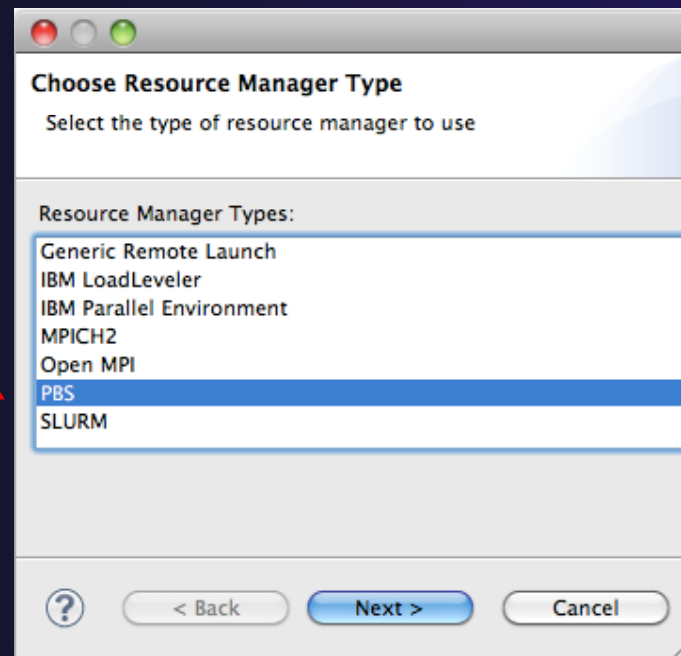 Choose Resource Manager Type
Select the type of resource manager to use
Resource Manager Types:
Generic Remote Launch
IBM LoadLeveler
IBM Parallel Environment
MPICH2
Open MPI
PBS
SLURM
? < Back Next > Cancel